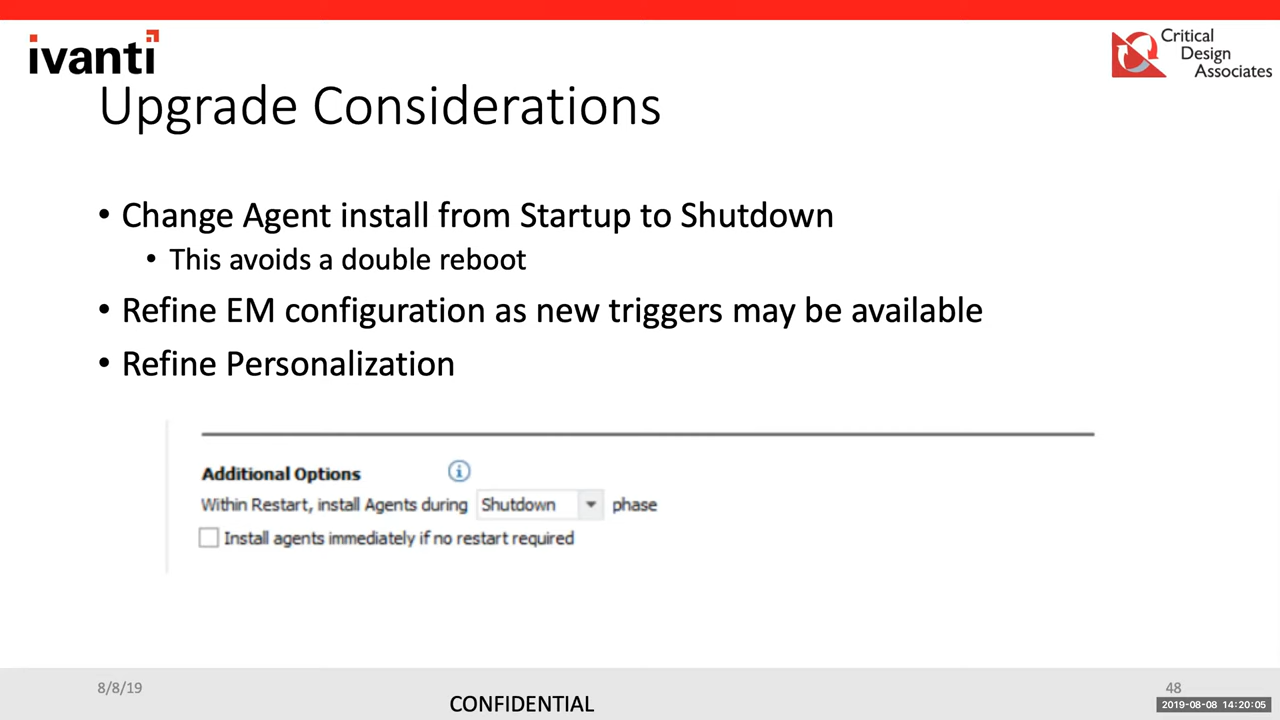 ivanti
Critical
Design
Associates
Upgrade Considerations
• Change Agent install from Startup to Shutdown
• This avoids a double reboot
• Refine EM configuration as new triggers may be available
• Refine Personalization
Additional Options
Within Restart, install Agents during Shutdown phase
Install agents immediately if no restart required
8/8/19
CONFIDENTIAL
48
2019-08-08 14:20:05